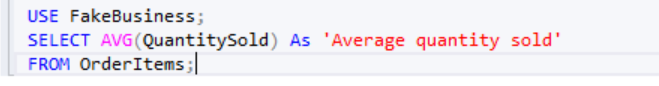 USE FakeBusiness;
SELECT AVG(QuantitySold) As 'Average quantity sold'
FROM OrderItems;